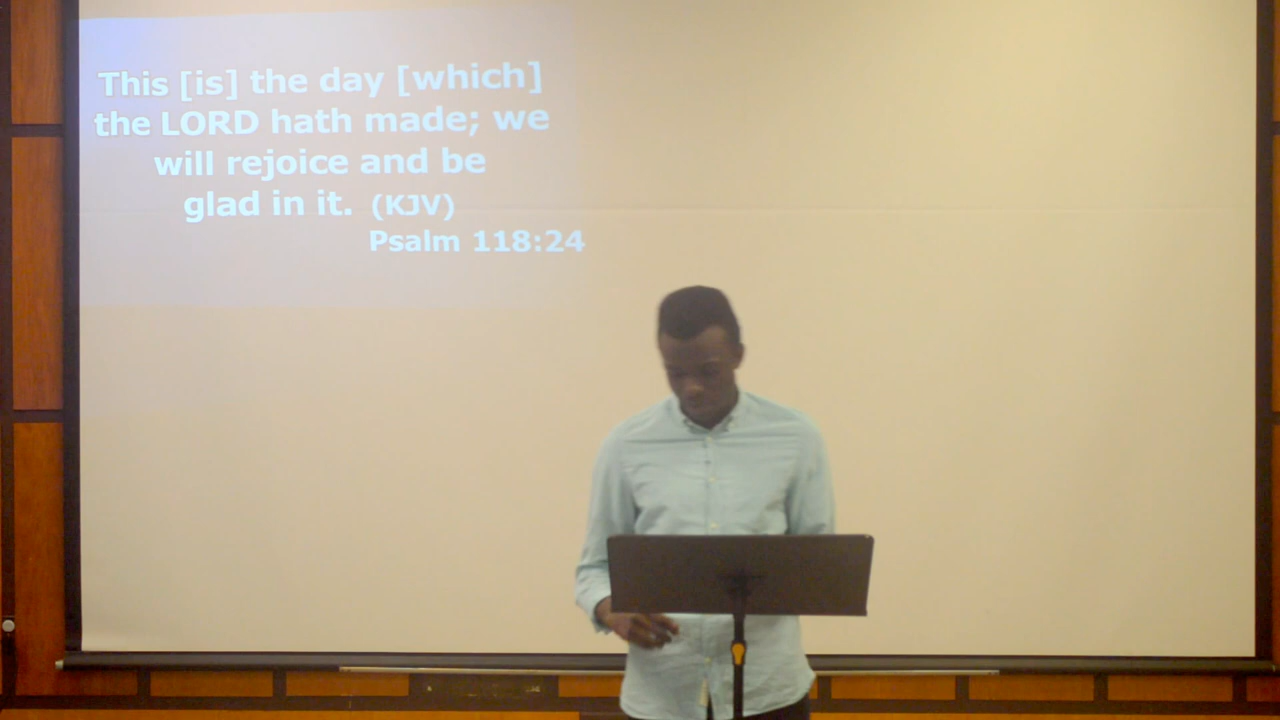 This [is] the day [which]
the LORD hath made; we
will rejoice and be
glad in it. (KJV)
Psalm 118:24